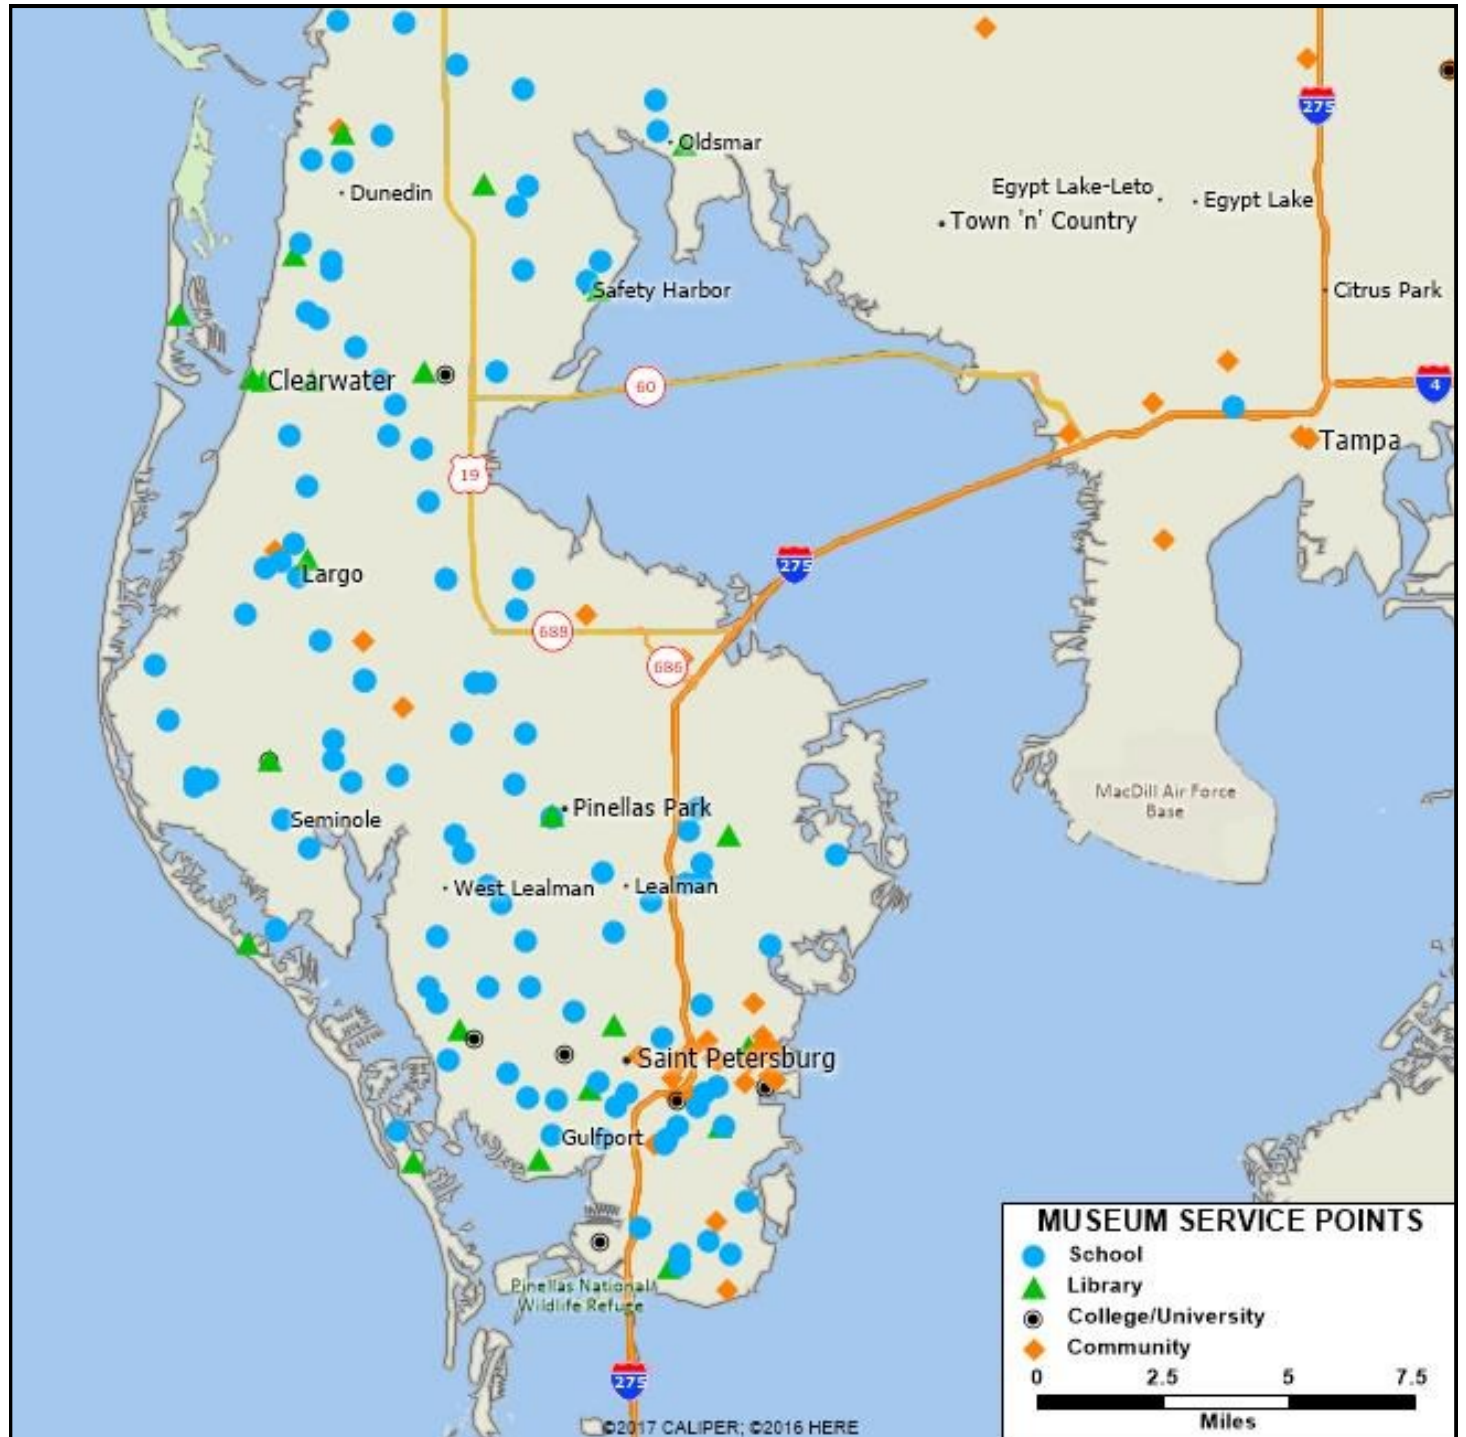 275
Oldsmar
Egypt Lake-Leto
Egypt Lake
Dunedin
Town 'n' Country
Safety Harbor
Citrus Park
Clearwater
60
4
Tampa
19
275
Largo
688
686
MacDill Air Force
Base
Pinellas Park
Seminole
West Lealman
Lealman
Saint Petersburg
Gulfport
Pinellas National
Wildlife Refuge
275
©2017 CALIPER; ©2016 HERE
MUSEUM SERVICE POINTS
School
Library
College/University
Community
0 2.5 5 7.5
Miles